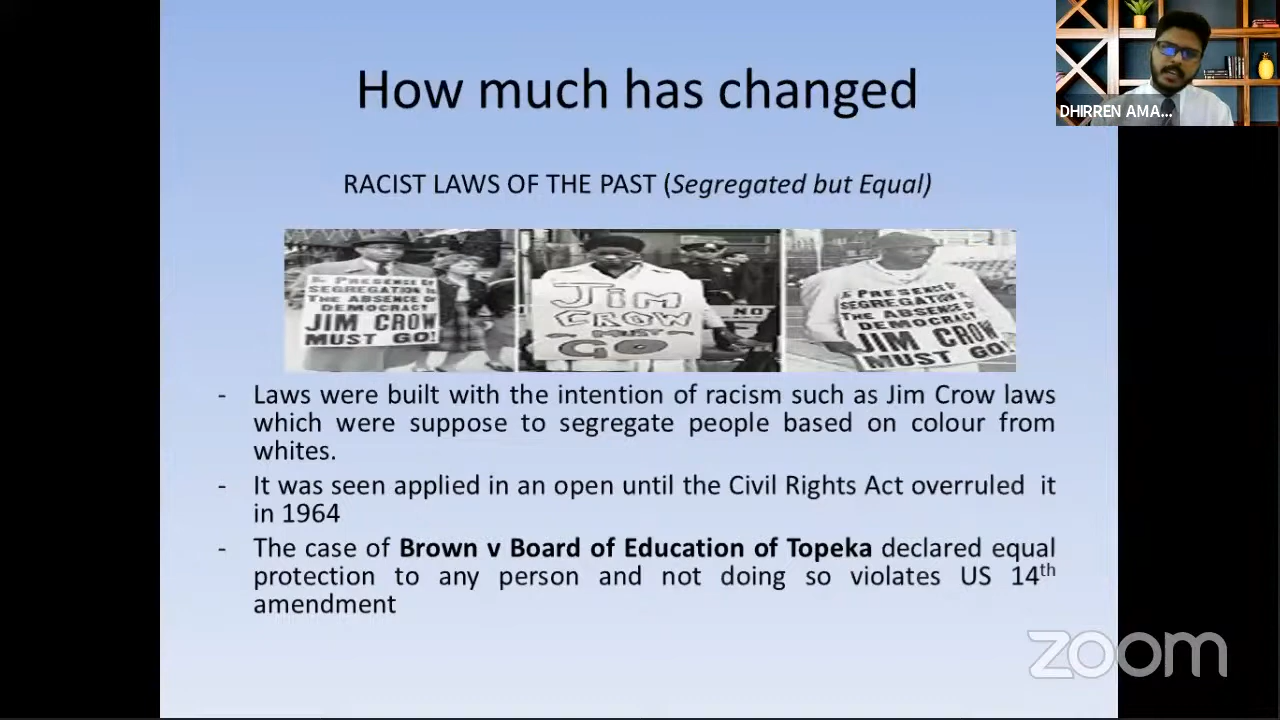 How much has changed
DHIRREN AMA...
RACIST LAWS OF THE PAST (Segregated but Equal)
PRESENCE OF
SEGREGATION IS
THE ABSENCE OF
DEMOCRACY
JIM CROW
MUST GO!
JIM
CROW
MUST
GO
NO
PRESENCE OF
SEGREGATION IS
THE ABSENCE OF
DEMOCRACY
JIM CROW
MUST GO!
- Laws were built with the intention of racism such as Jim Crow laws
which were suppose to segregate people based on colour from
whites.
- It was seen applied in an open until the Civil Rights Act overruled it
in 1964
- The case of Brown v Board of Education of Topeka declared equal
protection to any person and not doing so violates US 14th
amendment
zoom